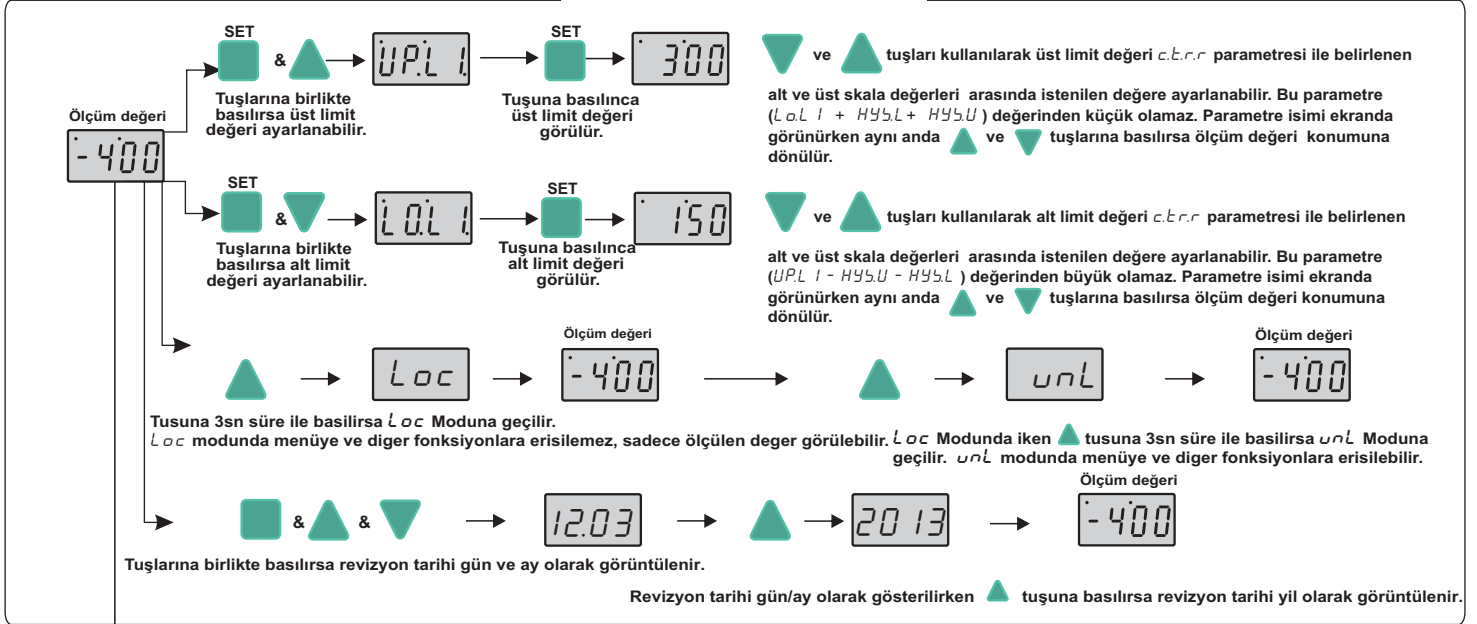 SET
&
UP.L 1.
SET
300
Tuşlarına birlikte
basılırsa üst limit
değeri ayarlanabilir.
Tuşuna basılınca
üst limit değeri
görülür.
ve tuşları kullanılarak üst limit değeri c.t.r.r parametresi ile belirlenen
alt ve üst skala değerleri arasında istenilen değere ayarlanabilir. Bu parametre
(Lo.L 1 + HYS.L + HYS.U ) değerinden küçük olamaz. Parametre isimi ekranda
görünürken aynı anda ve tuşlarına basılırsa ölçüm değeri konumuna
dönülür.
Ölçüm değeri
-400
SET
&
LO.L 1.
SET
150
Tuşlarına birlikte
basılırsa alt limit
değeri ayarlanabilir.
Tuşuna basılınca
alt limit değeri
görülür.
ve tuşları kullanılarak alt limit değeri c.t.r.r parametresi ile belirlenen
alt ve üst skala değerleri arasında istenilen değere ayarlanabilir. Bu parametre
(UP.L 1 - HYS.U - HYS.L ) değerinden büyük olamaz. Parametre isimi ekranda
görünürken aynı anda ve tuşlarına basılırsa ölçüm değeri konumuna
dönülür.
Loc
Ölçüm değeri
-400
unL
Ölçüm değeri
-400
Tusuna 3sn süre ile basilirsa Loc Moduna geçilir.
Loc modunda menüye ve diger fonksiyonlara erisilemez, sadece ölçülen deger görülebilir.
Loc Modunda iken tusuna 3sn süre ile basilirsa unL Moduna
geçilir. unL modunda menüye ve diger fonksiyonlara erisilebilir.
& &
12.03
2013
Ölçüm değeri
-400
Tuşlarına birlikte basılırsa revizyon tarihi gün ve ay olarak görüntülenir.
Revizyon tarihi gün/ay olarak gösterilirken tuşuna basılırsa revizyon tarihi yil olarak görüntülenir.